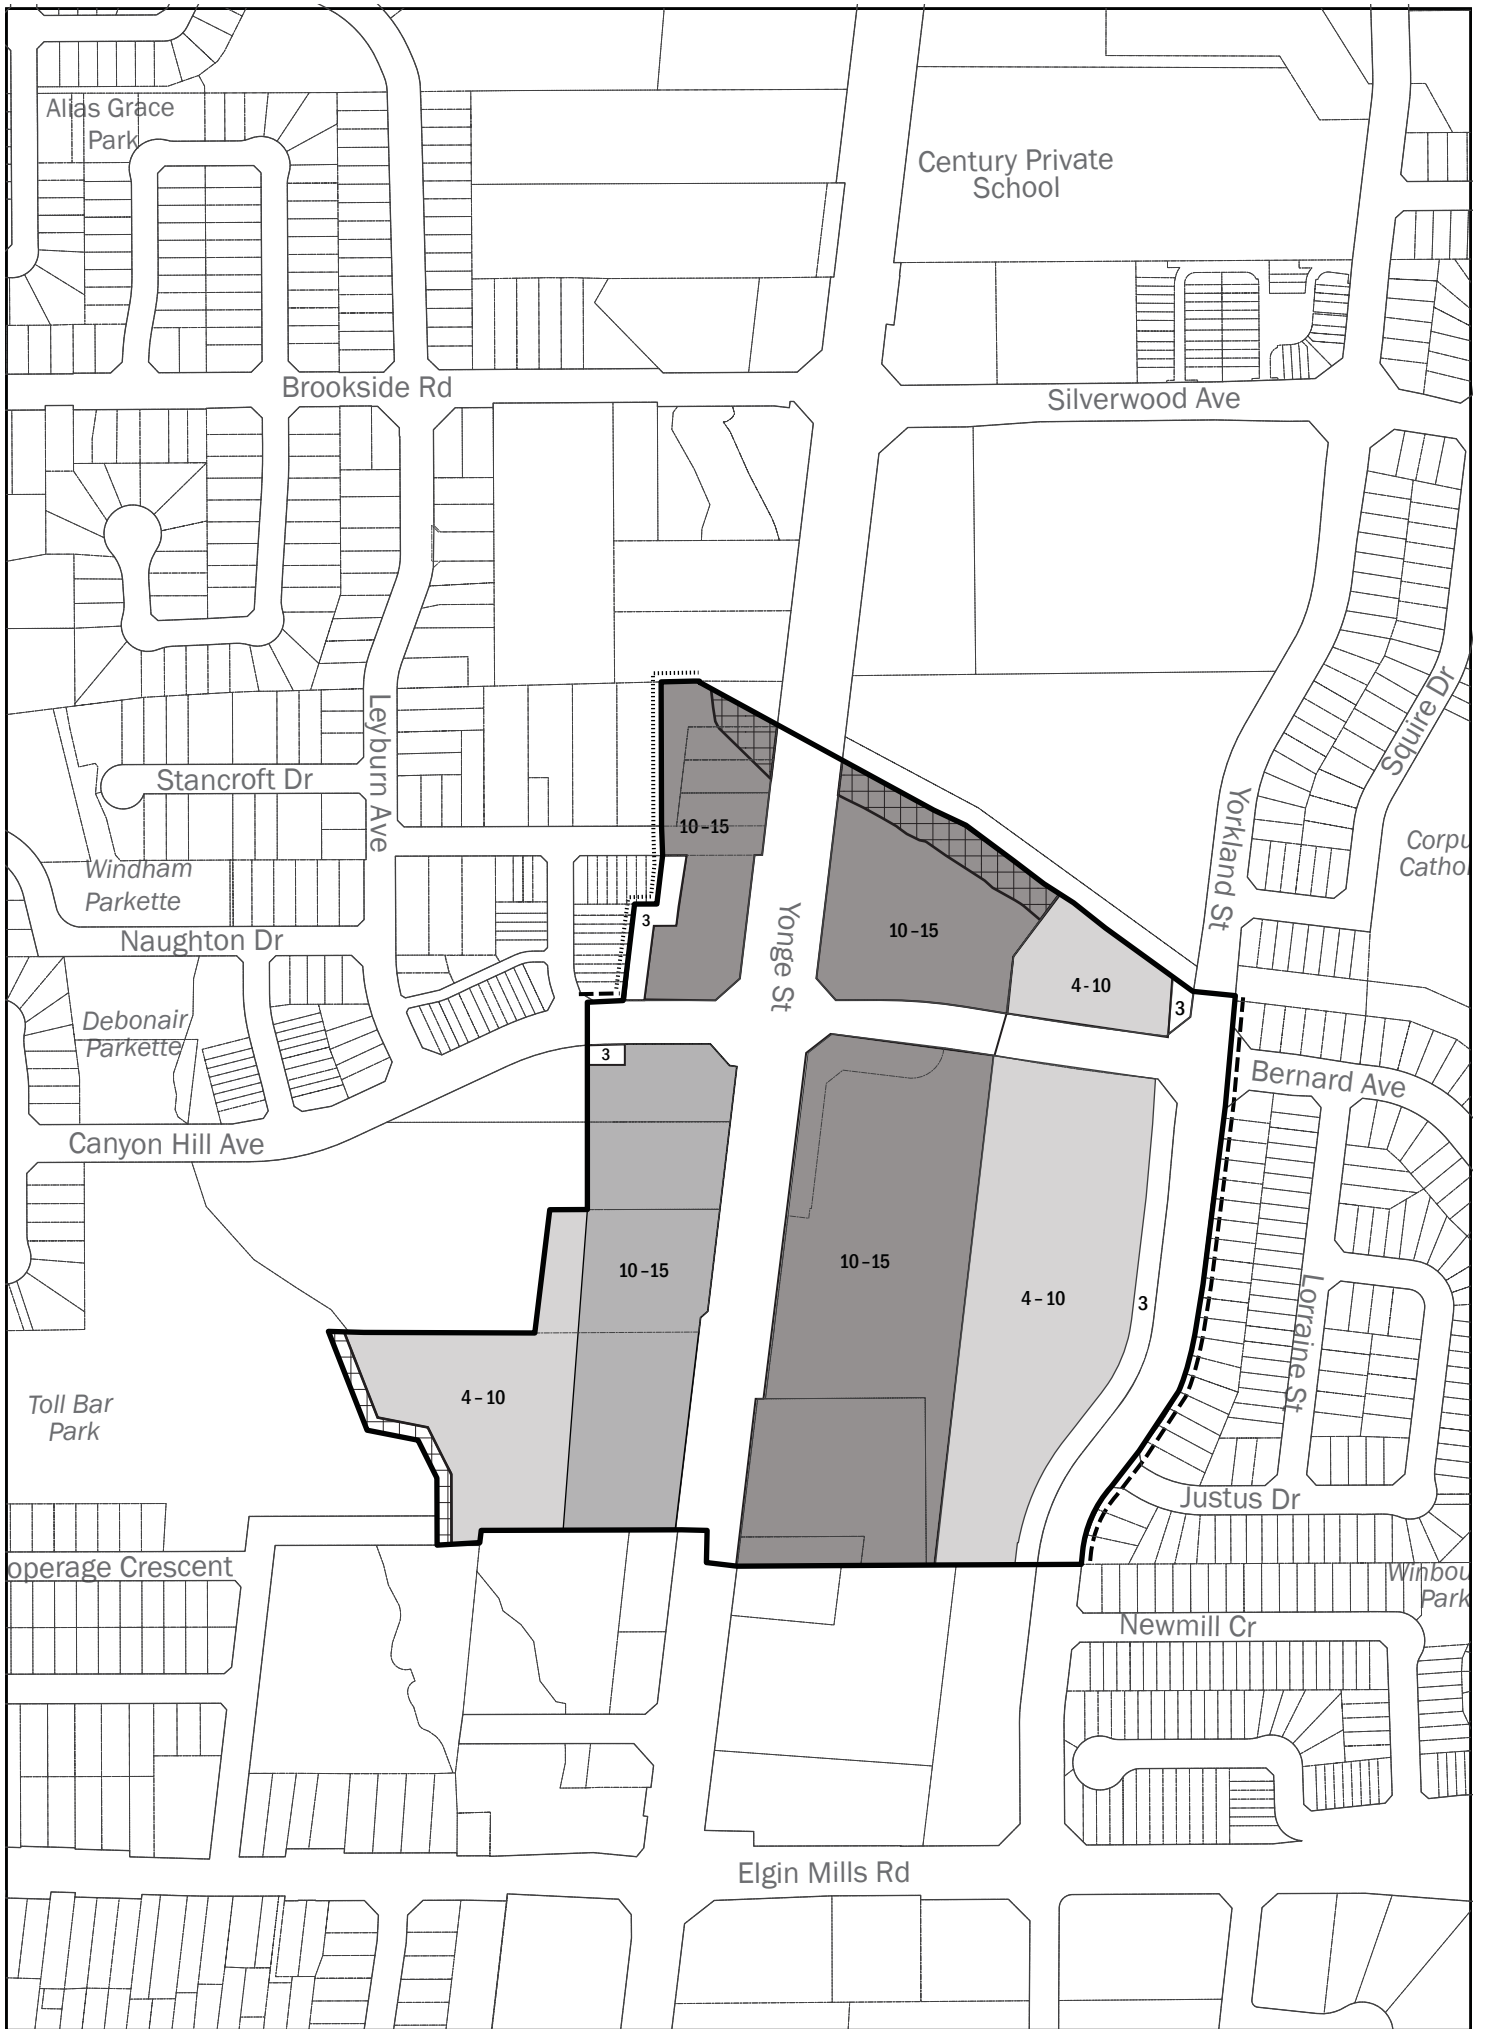 Alias Grace
Park
Century Private
School
Brookside Rd
Silverwood Ave
Leyburn Ave
Squire Dr
Stancroft Dr
Yorkland St
10-15
Corpu
Cathol
Windham
Parkette
3
Yonge St
10-15
Naughton Dr
4-10
3
Debonair
Parkette
3
Bernard Ave
Canyon Hill Ave
10-15
10-15
4-10
3
Lorraine St
4-10
Toll Bar
Park
Justus Dr
operage Crescent
Winbou
Park
Newmill Cr
Elgin Mills Rd